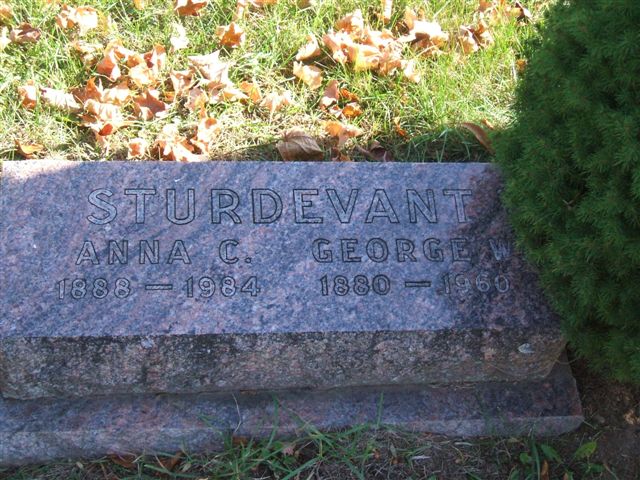 STURDEVANT
ANNA C. GEORGE W
1888 — 1984 1880 — 1960